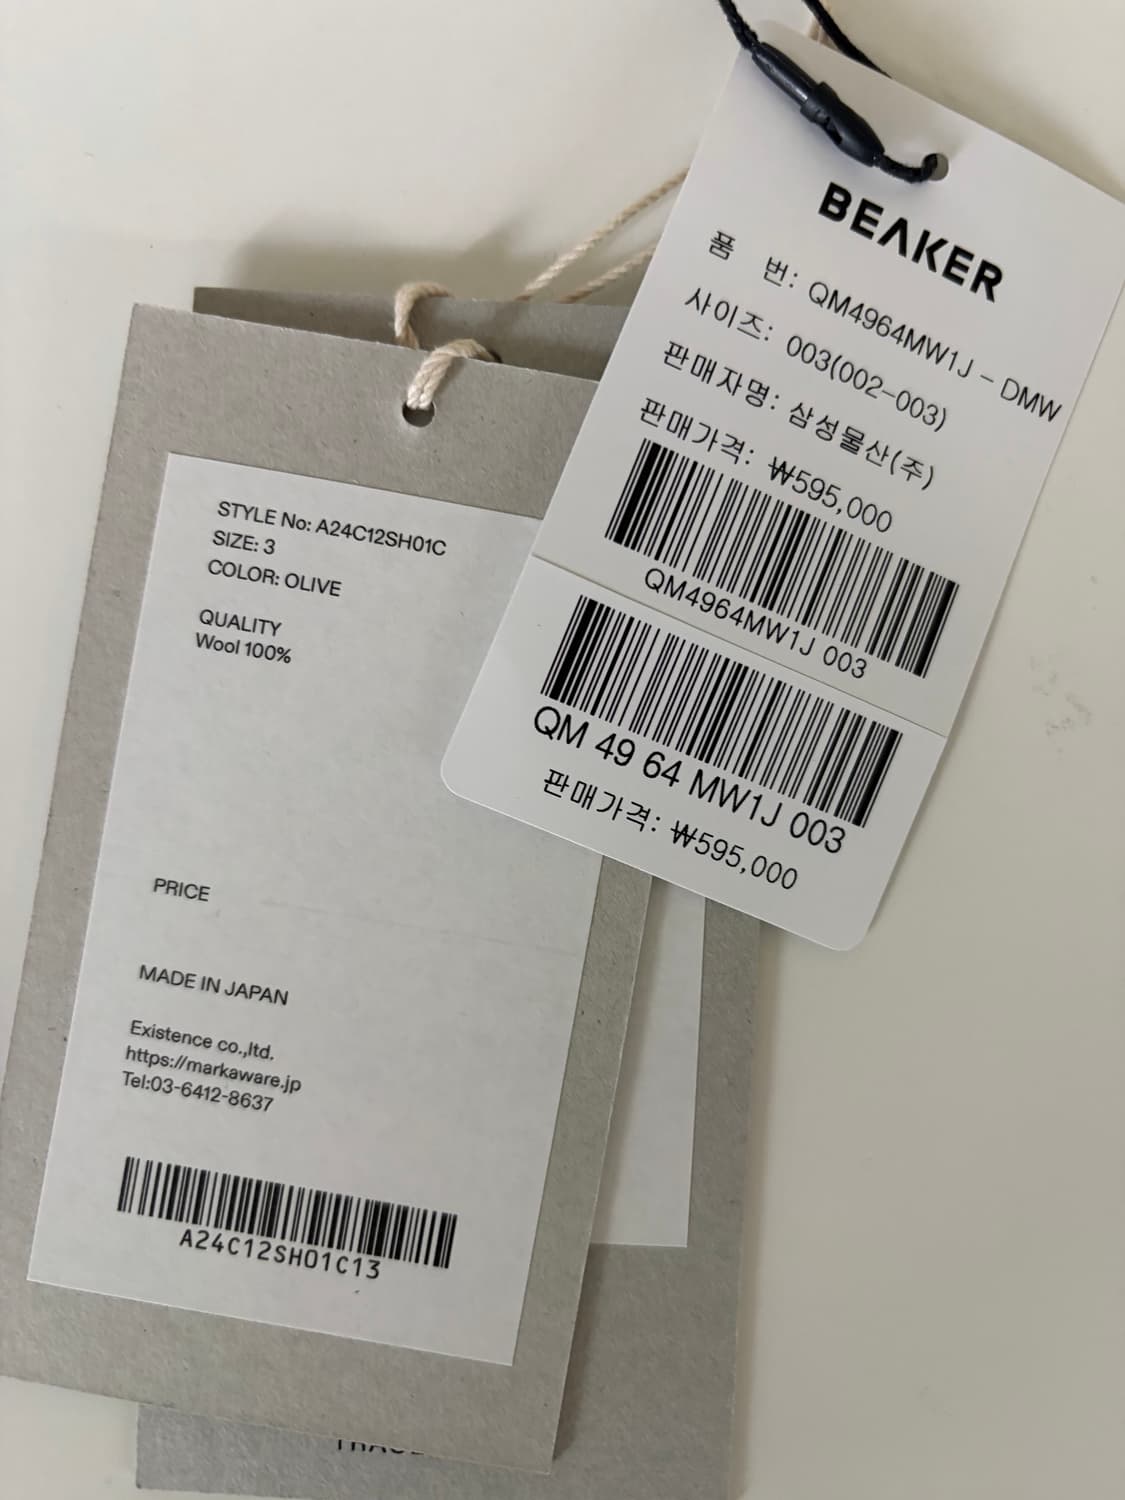 BEAKER
품 번: QM4964MW1J - DMW
사이즈: 003(002-003)
판매자명: 삼성물산(주)
판매가격: ₩595,000
QM4964MW1J 003
QM 49 64 MW1J 003
판매가격: ₩595,000
STYLE No: A24C12SH01C
SIZE: 3
COLOR: OLIVE
QUALITY
Wool 100%
PRICE
MADE IN JAPAN
Existence co.,ltd.
https://markaware.jp
Tel:03-6412-8637
A24C12SH01C13